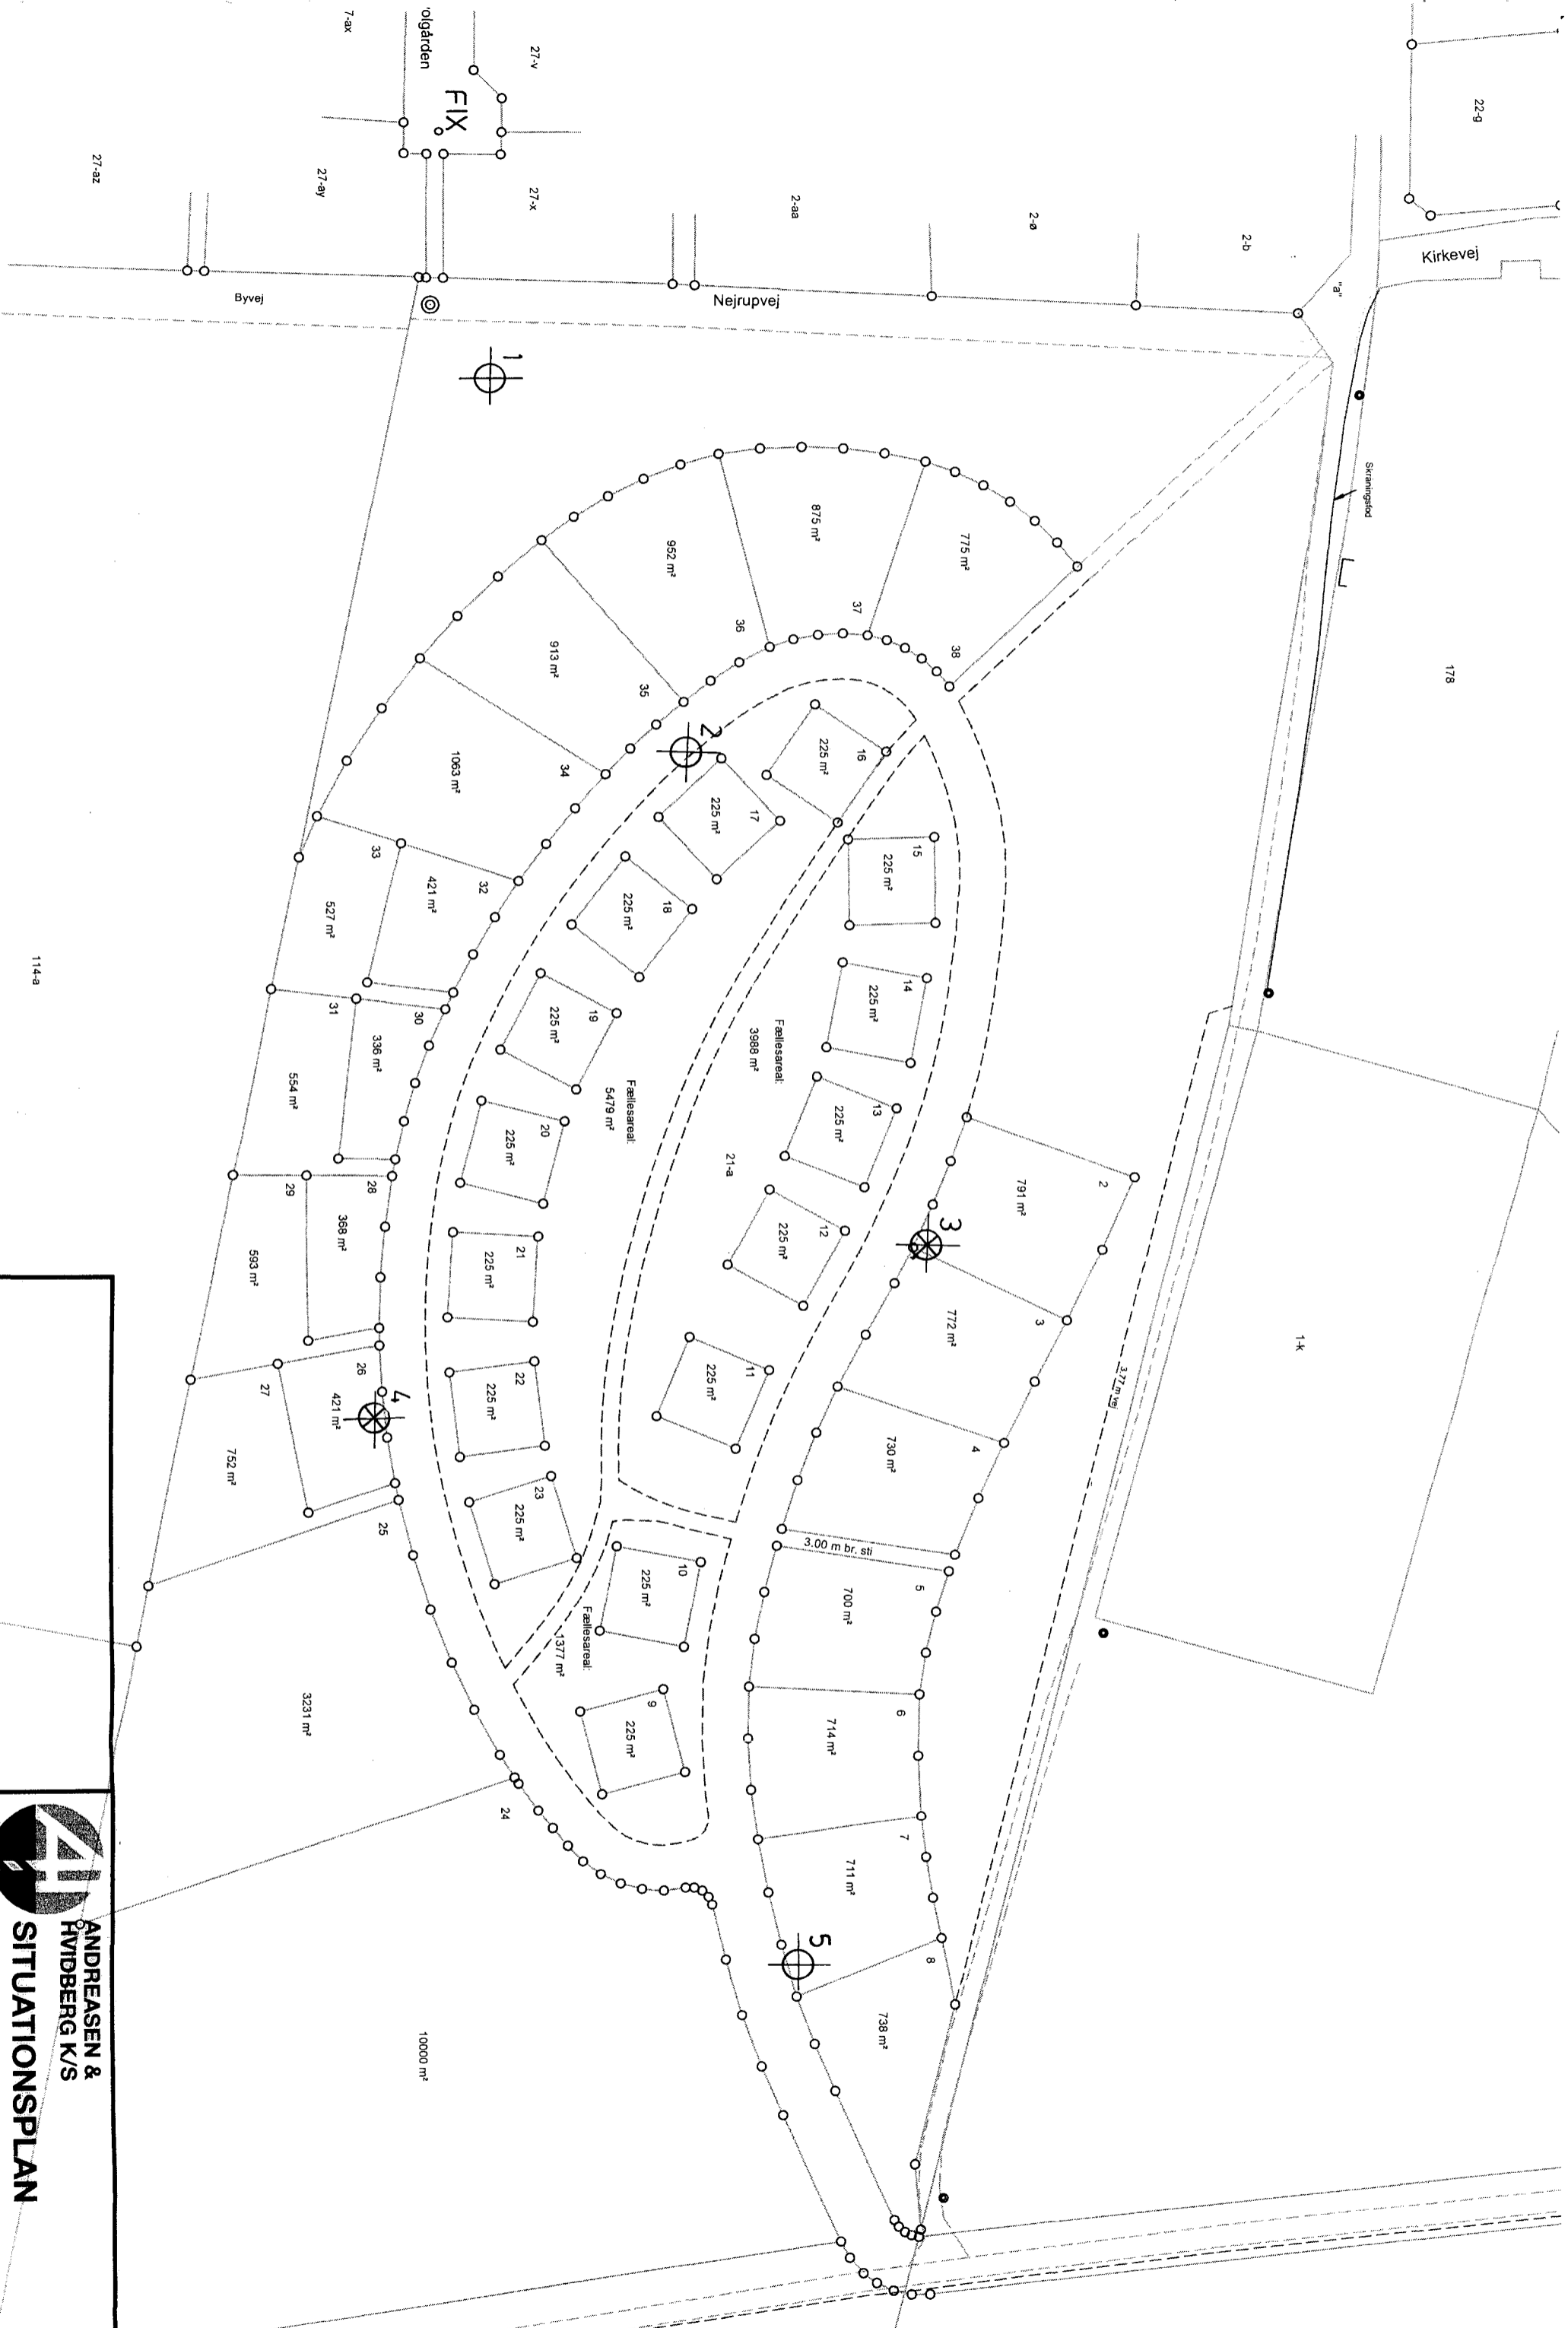 7-ax
olgården
27-v
FIX
27-az
27-ay
27-x
2-aa
2-ø
2-b
22-g
Kirkevej
"a"
Byvej
Nejrupvej
Skråningsfod
178
1
775 m²
875 m²
952 m²
913 m²
1063 m²
38
37
36
35
34
2
16
225 m²
17
225 m²
18
225 m²
19
225 m²
20
225 m²
21
225 m²
22
225 m²
23
225 m²
15
225 m²
14
225 m²
13
225 m²
12
225 m²
11
225 m²
10
225 m²
9
225 m²
Fællesareal:
3988 m²
Fællesareal:
5479 m²
Fællesareal:
1377 m²
21-a
33
527 m²
32
421 m²
31
554 m²
30
336 m²
29
593 m²
28
368 m²
27
752 m²
26
421 m²
4
25
3231 m²
24
10000 m²
114-a
2
791 m²
3
3
772 m²
4
730 m²
3.00 m br. sti
5
700 m²
6
714 m²
7
711 m²
8
738 m²
5
3.77 m vej
1-k
ANDREASEN &
HVIDBERG K/S
SITUATIONSPLAN